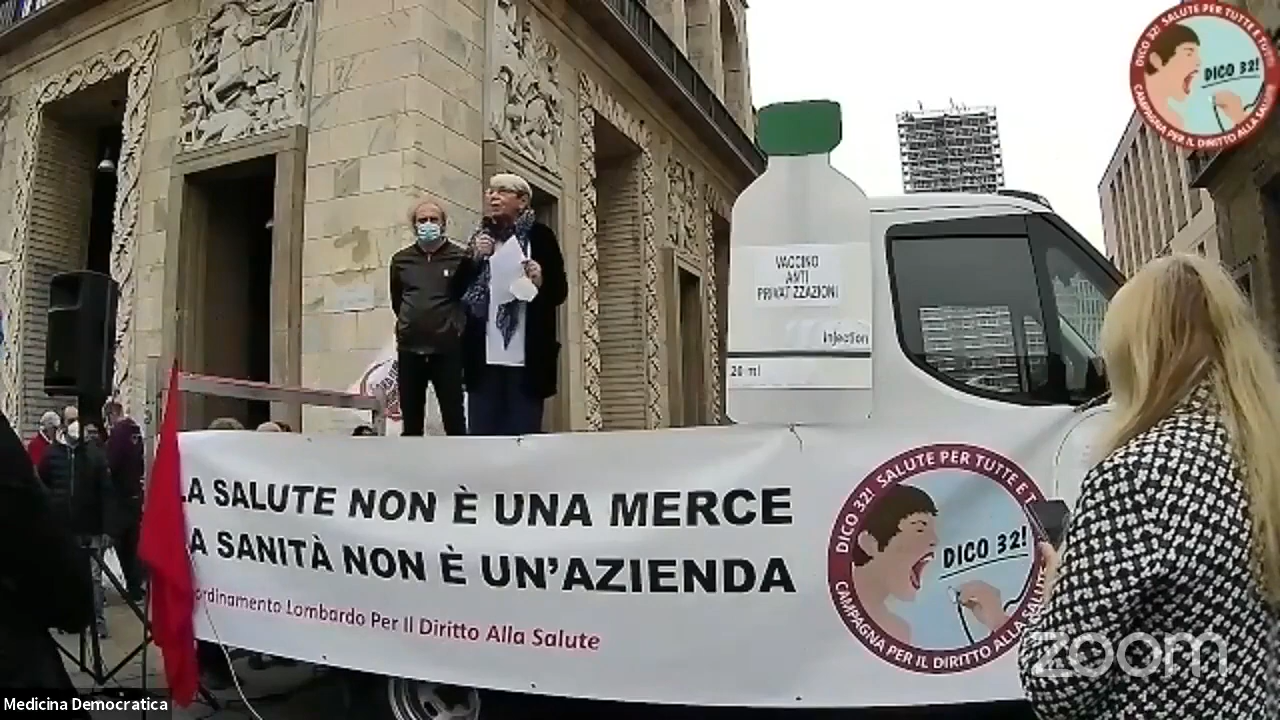 DICO 32! SALUTE PER TUTTE E TUTTI
DICO 32!
CAMPAGNA PER IL DIRITTO ALLA SALUTE
VACCINO
ANTI
PRIVATIZZAZIONI
injection
20 ml
LA SALUTE NON È UNA MERCE
A SANITÀ NON È UN'AZIENDA
ordinamento Lombardo Per Il Diritto Alla Salute
DICO 32! SALUTE PER TUTTE E T
DICO 32!
CAMPAGNA PER IL DIRITTO ALLA SALU
zoom
Medicina Democratica